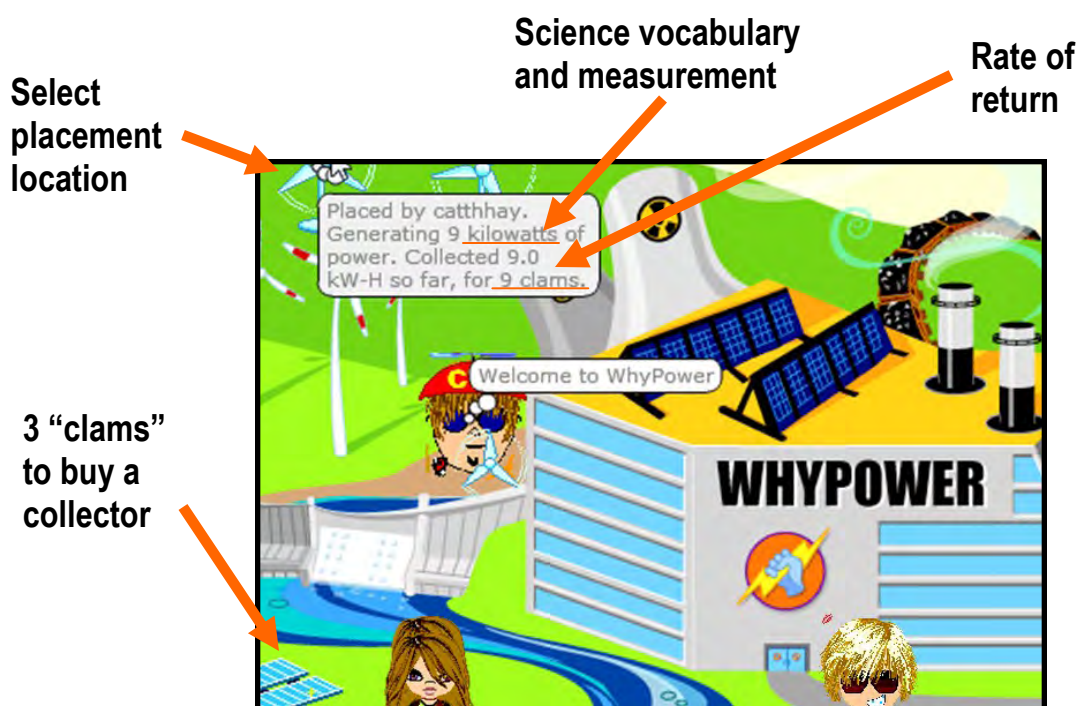 Science vocabulary
and measurement
Rate of
return
Select
placement
location
Placed by catthhay.
Generating 9 kilowatts of
power. Collected 9.0
kW-H so far, for 9 clams.
Welcome to WhyPower
C
3 “clams”
to buy a
collector
WHYPOWER